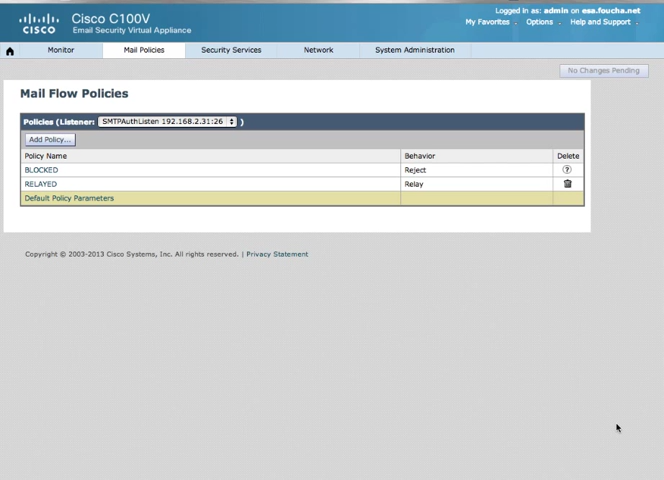 Logged in as: admin on esa.foucha.net
CISCO
Cisco C100V
Email Security Virtual Appliance
My Favorites Options Help and Support
Monitor Mail Policies Security Services Network System Administration
No Changes Pending
Mail Flow Policies
Policies (Listener: SMTPAuthListen 192.168.2.31:26 )
Add Policy...
Policy Name Behavior Delete
BLOCKED Reject ?
RELAYED Relay
Default Policy Parameters
Copyright © 2003-2013 Cisco Systems, Inc. All rights reserved. | Privacy Statement